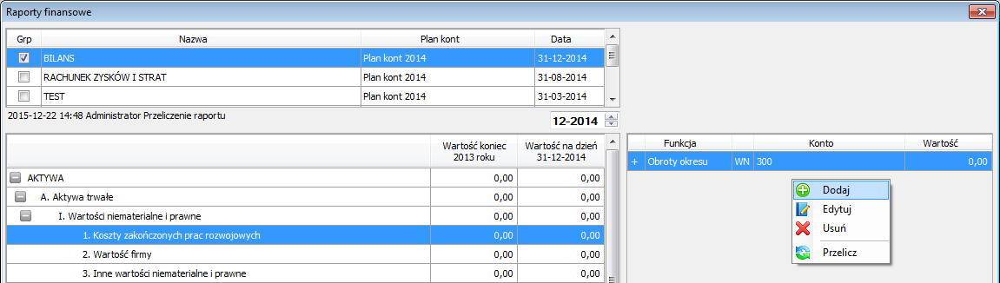 Raporty finansowe
Grp Nazwa Plan kont Data
BILANS Plan kont 2014 31-12-2014
RACHUNEK ZYSKÓW I STRAT Plan kont 2014 31-08-2014
TEST Plan kont 2014 31-03-2014
2015-12-22 14:48 Administrator Przeliczenie raportu
12-2014
Wartość koniec 2013 roku Wartość na dzień 31-12-2014
AKTYWA 0,00 0,00
A. Aktywa trwałe 0,00 0,00
I. Wartości niematerialne i prawne 0,00 0,00
1. Koszty zakończonych prac rozwojowych 0,00 0,00
2. Wartość firmy 0,00 0,00
3. Inne wartości niematerialne i prawne 0,00 0,00
Funkcja Konto Wartość
+ Obroty okresu WN 300 0,00
Dodaj
Edytuj
Usuń
Przelicz